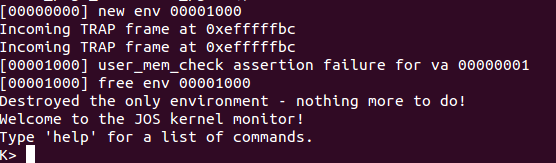 [00000000] new env 00001000
Incoming TRAP frame at 0xefffffbc
Incoming TRAP frame at 0xefffffbc
[00001000] user_mem_check assertion failure for va 00000001
[00001000] free env 00001000
Destroyed the only environment - nothing more to do!
Welcome to the JOS kernel monitor!
Type 'help' for a list of commands.
K>